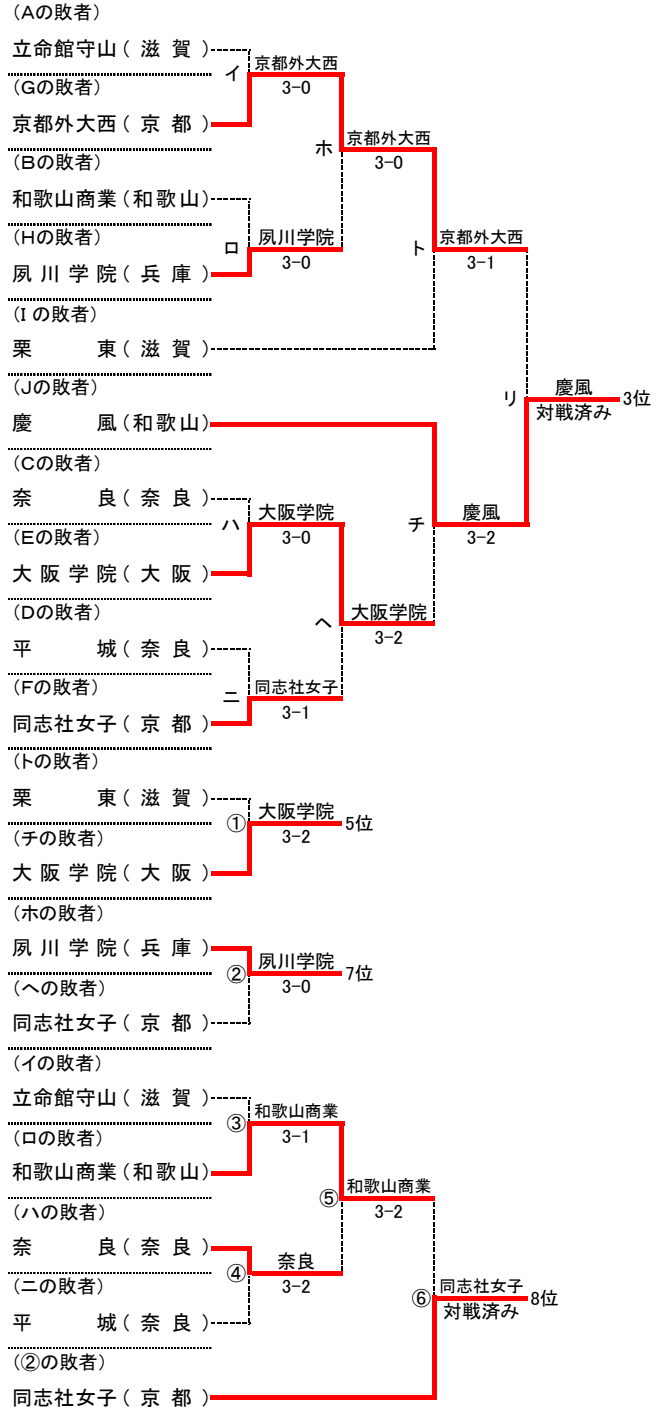 (Aの敗者)
立命館守山(滋賀)
イ
京都外大西
3-0
(Gの敗者)
京都外大西(京都)
ホ
京都外大西
3-0
(Bの敗者)
和歌山商業(和歌山)
(Hの敗者)
ロ
夙川学院
3-0
ト
京都外大西
3-1
夙川学院(兵庫)
(Iの敗者)
栗東(滋賀)
(Jの敗者)
リ
慶風
対戦済み
3位
慶風(和歌山)
(Cの敗者)
奈良(奈良)
ハ
大阪学院
3-0
チ
慶風
3-2
(Eの敗者)
大阪学院(大阪)
(Dの敗者)
ヘ
大阪学院
3-2
平城(奈良)
(Fの敗者)
ニ
同志社女子
3-1
同志社女子(京都)
(トの敗者)
栗東(滋賀)
①
大阪学院
3-2
5位
(チの敗者)
大阪学院(大阪)
(ホの敗者)
夙川学院(兵庫)
②
夙川学院
3-0
7位
(ヘの敗者)
同志社女子(京都)
(イの敗者)
立命館守山(滋賀)
③
和歌山商業
3-1
(ロの敗者)
和歌山商業(和歌山)
⑤
和歌山商業
3-2
(ハの敗者)
奈良(奈良)
④
奈良
3-2
(ニの敗者)
⑥
同志社女子
対戦済み
8位
平城(奈良)
(②の敗者)
同志社女子(京都)